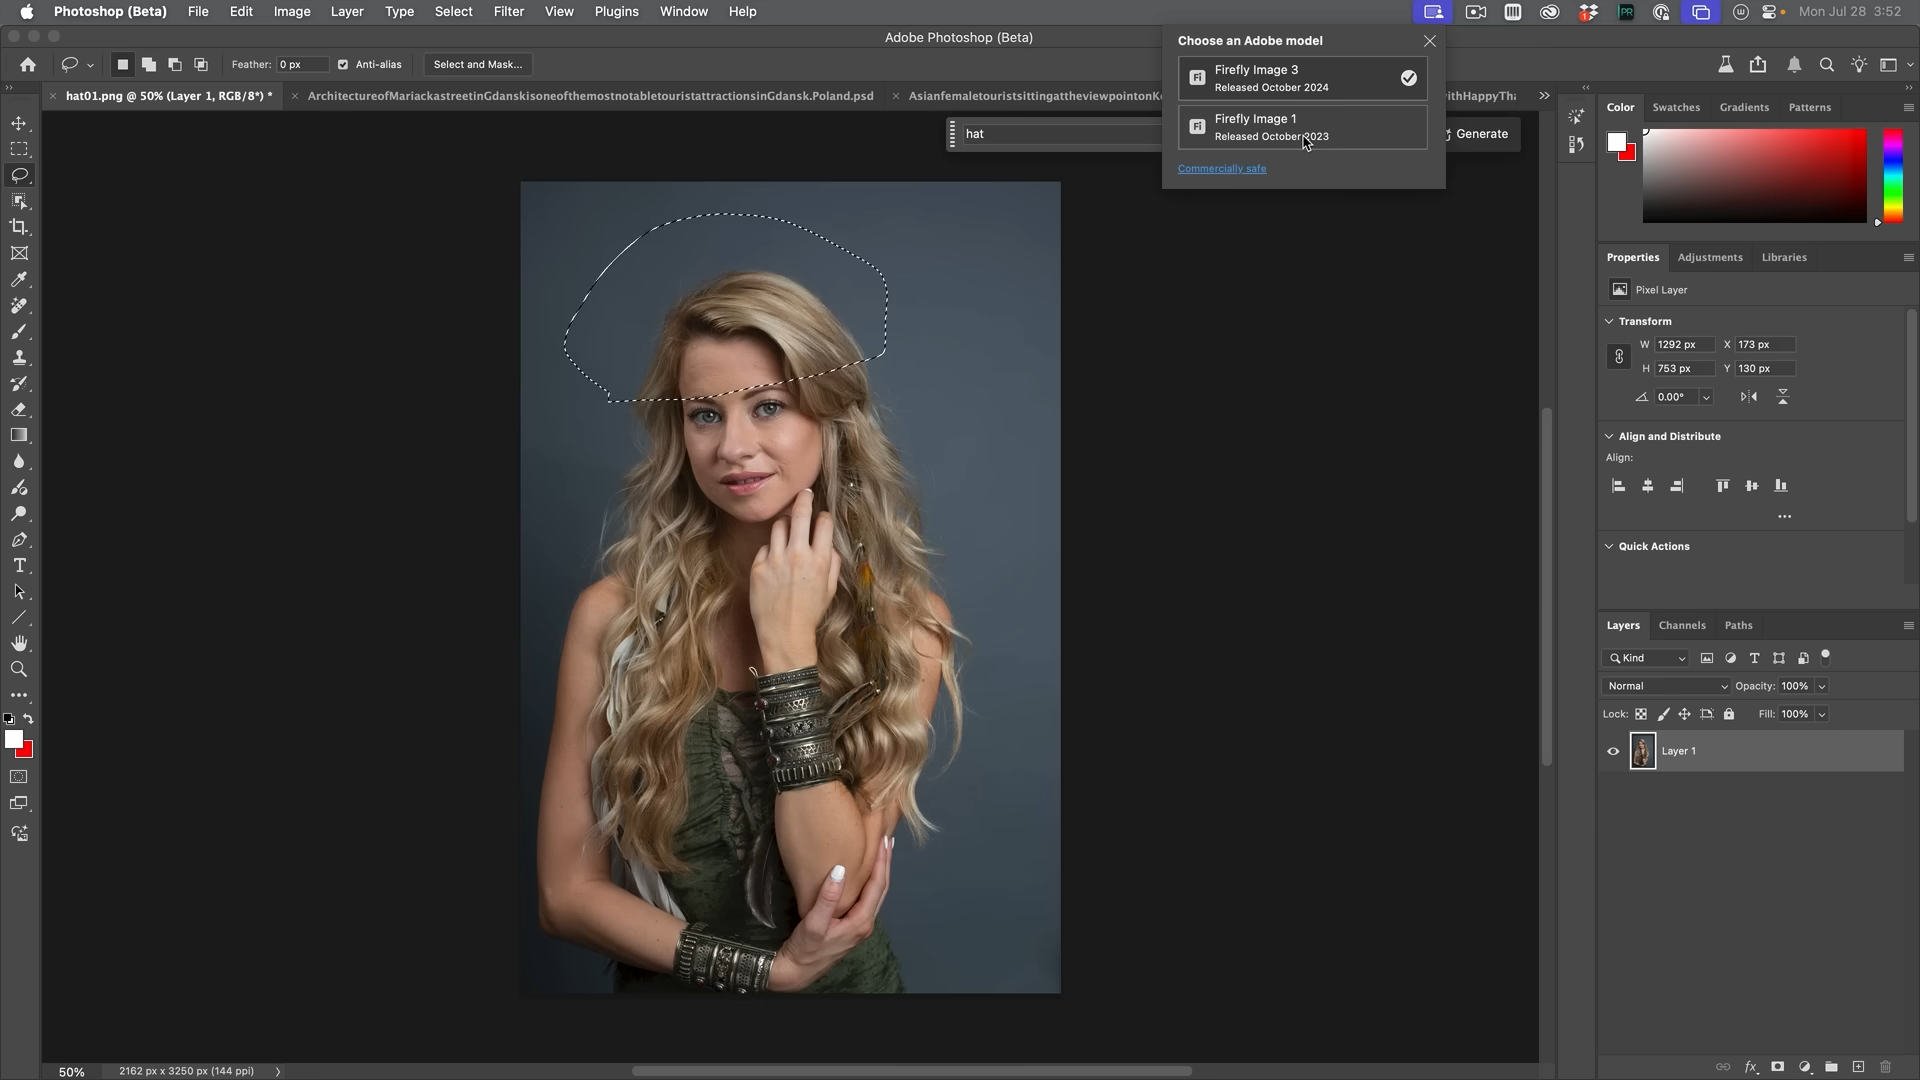 Photoshop (Beta) File Edit Image Layer Type Select Filter View Plugins Window Help
Mon Jul 28 3:52
Adobe Photoshop (Beta)
Feather: 0 px Anti-alias Select and Mask...
hat01.png @ 50% (Layer 1, RGB/8*) *
ArchitectureofMariackastreetinGdanskisoneofthemostnotabletouristattractionsinGdansk.Poland.psd
AsianfemaletouristsittingattheviewpointonK
withHappyTha
hat
Generate
Choose an Adobe model
Fi Firefly Image 3
Released October 2024
Fi Firefly Image 1
Released October 2023
Commercially safe
Color Swatches Gradients Patterns
Properties Adjustments Libraries
Pixel Layer
Transform
W 1292 px X 173 px
H 753 px Y 130 px
0.00°
Align and Distribute
Align:
Quick Actions
Layers Channels Paths
Kind
Normal Opacity: 100%
Lock: Fill: 100%
Layer 1
50% 2162 px x 3250 px (144 ppi)